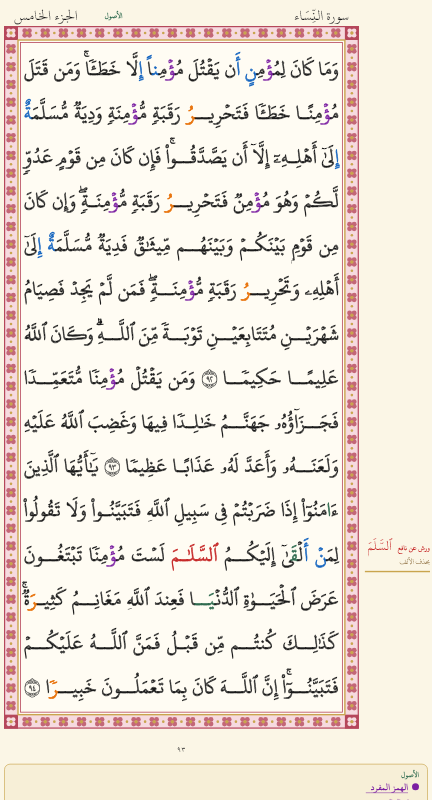 سورة النِّسَاء
الأصول
الجزء الخامس
وَمَا كَانَ لِمُؤْمِنٍ أَن يَقْتُلَ مُؤْمِناً إِلَّا خَطَـٔٗاۚ وَمَن قَتَلَ
مُؤْمِنًا خَطَـٔٗا فَتَحْرِيرُ رَقَبَةٖ مُّؤْمِنَةٖ وَدِيَةٞ مُّسَلَّمَةٌ
إِلَىٰٓ أَهْلِهِۦٓ إِلَّآ أَن يَصَّدَّقُواْۚ فَإِن كَانَ مِن قَوْمٍ عَدُوّٖ
لَّكُمْ وَهُوَ مُؤْمِنٞ فَتَحْرِيرُ رَقَبَةٖ مُّؤْمِنَةٖۖ وَإِن كَانَ
مِن قَوْمِۭ بَيْنَكُمْ وَبَيْنَهُم مِّيثَٰقٞ فَدِيَةٞ مُّسَلَّمَةٌ إِلَىٰٓ
أَهْلِهِۦ وَتَحْرِيرُ رَقَبَةٖ مُّؤْمِنَةٖۖ فَمَن لَّمْ يَجِدْ فَصِيَامُ
شَهْرَيْنِ مُتَتَابِعَيْنِ تَوْبَةٗ مِّنَ ٱللَّهِۗ وَكَانَ ٱللَّهُ
عَلِيمًا حَكِيمٗا ٩٢ وَمَن يَقْتُلْ مُؤْمِنٗا مُّتَعَمِّدٗا
فَجَزَآؤُهُۥ جَهَنَّمُ خَٰلِدٗا فِيهَا وَغَضِبَ ٱللَّهُ عَلَيْهِ
وَلَعَنَهُۥ وَأَعَدَّ لَهُۥ عَذَابًا عَظِيمٗا ٩٣ يَٰٓأَيُّهَا ٱلَّذِينَ
ءَامَنُوٓاْ إِذَا ضَرَبْتُمْ فِي سَبِيلِ ٱللَّهِ فَتَبَيَّنُواْ وَلَا تَقُولُواْ
لِمَنْ أَلْقَىٰٓ إِلَيْكُمُ ٱلسَّلَٰمَ لَسْتَ مُؤْمِنٗا تَبْتَغُونَ
ورش عن نافع ٱلسَّلَمَ
بحذف الألف
عَرَضَ ٱلْحَيَوٰةِ ٱلدُّنْيَا فَعِندَ ٱللَّهِ مَغَانِمُ كَثِيرَةٞۚ
كَذَٰلِكَ كُنتُم مِّن قَبْلُ فَمَنَّ ٱللَّهُ عَلَيْكُمْ
فَتَبَيَّنُوٓاْۚ إِنَّ ٱللَّهَ كَانَ بِمَا تَعْمَلُونَ خَبِيرٗا ٩٤
٩٣
الأصول
الهمز المفرد